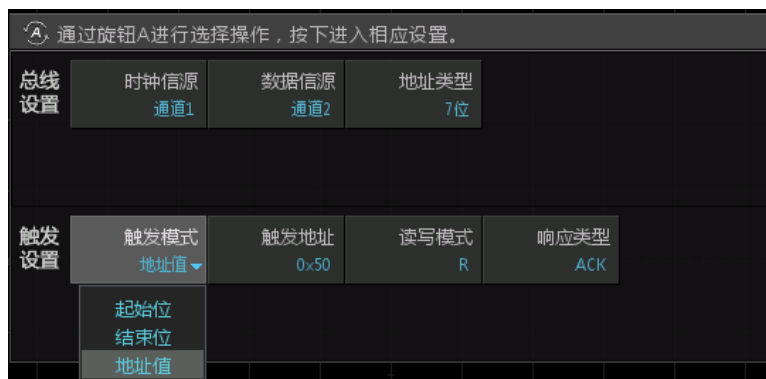 A 通过旋钮A进行选择操作，按下进入相应设置。
总线设置
时钟信源 数据信源 地址类型
通道1 通道2 7位
触发设置
触发模式 触发地址 读写模式 响应类型
地址值 0×50 R ACK
起始位
结束位
地址值